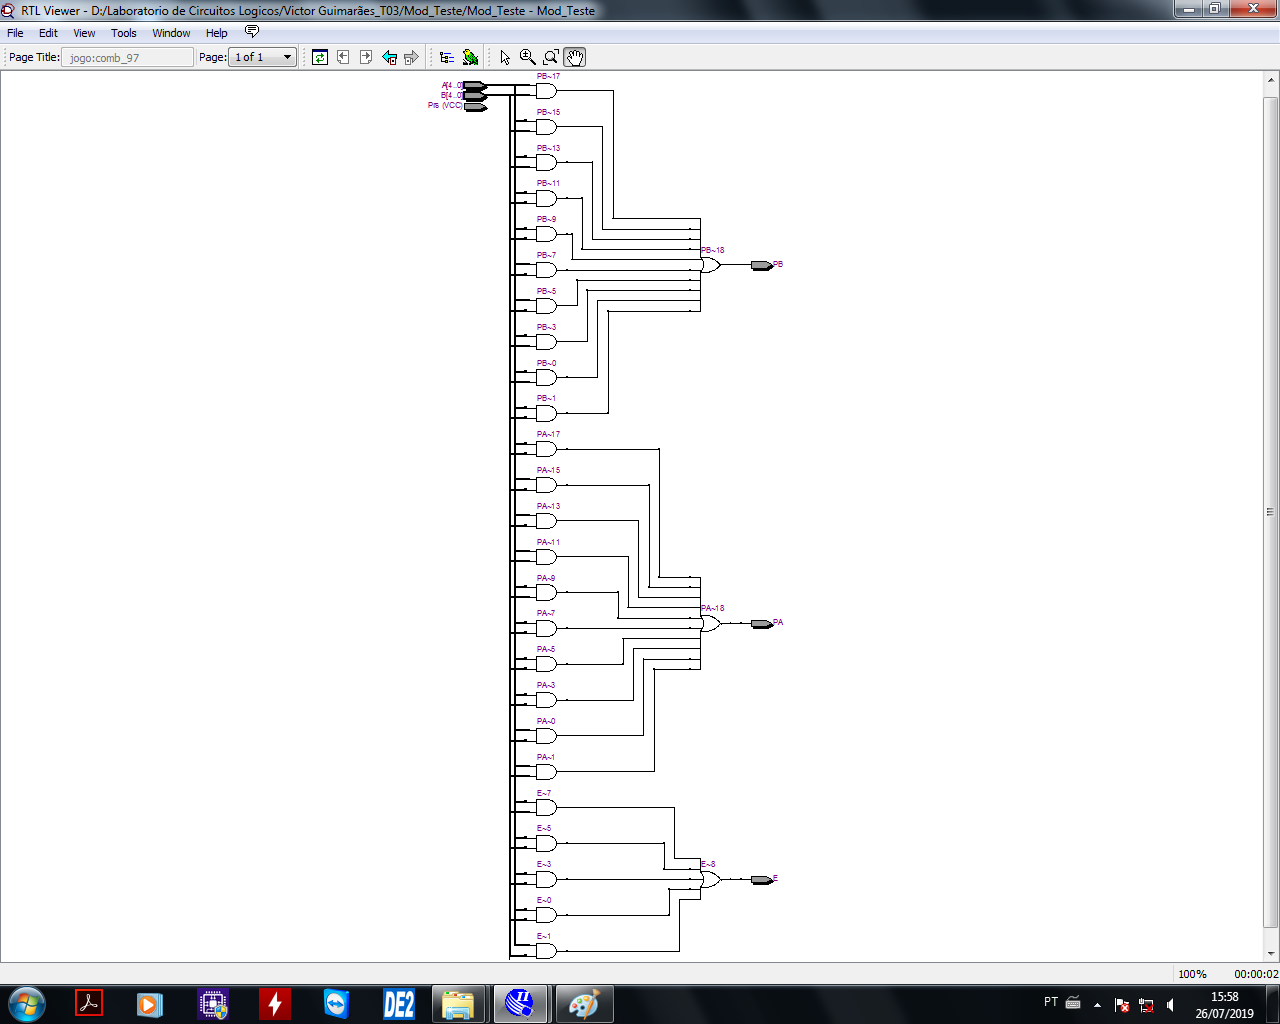 RTL Viewer - D:/Laboratorio de Circuitos Logicos/Victor Guimarães_T03/Mod_Teste/Mod_Teste - Mod_Teste
File Edit View Tools Window Help
Page Title: jogo:comb_97 Page: 1 of 1
A[4..0]
B[4..0]
Prs (VCC)
PB~17
PB~15
PB~13
PB~11
PB~9
PB~7
PB~5
PB~3
PB~0
PB~1
PB~18
PB
PA~17
PA~15
PA~13
PA~11
PA~9
PA~7
PA~5
PA~3
PA~0
PA~1
PA~18
PA
E~7
E~5
E~3
E~0
E~1
E~8
E
100% 00:00:02
DE2
II
PT
15:58
26/07/2019